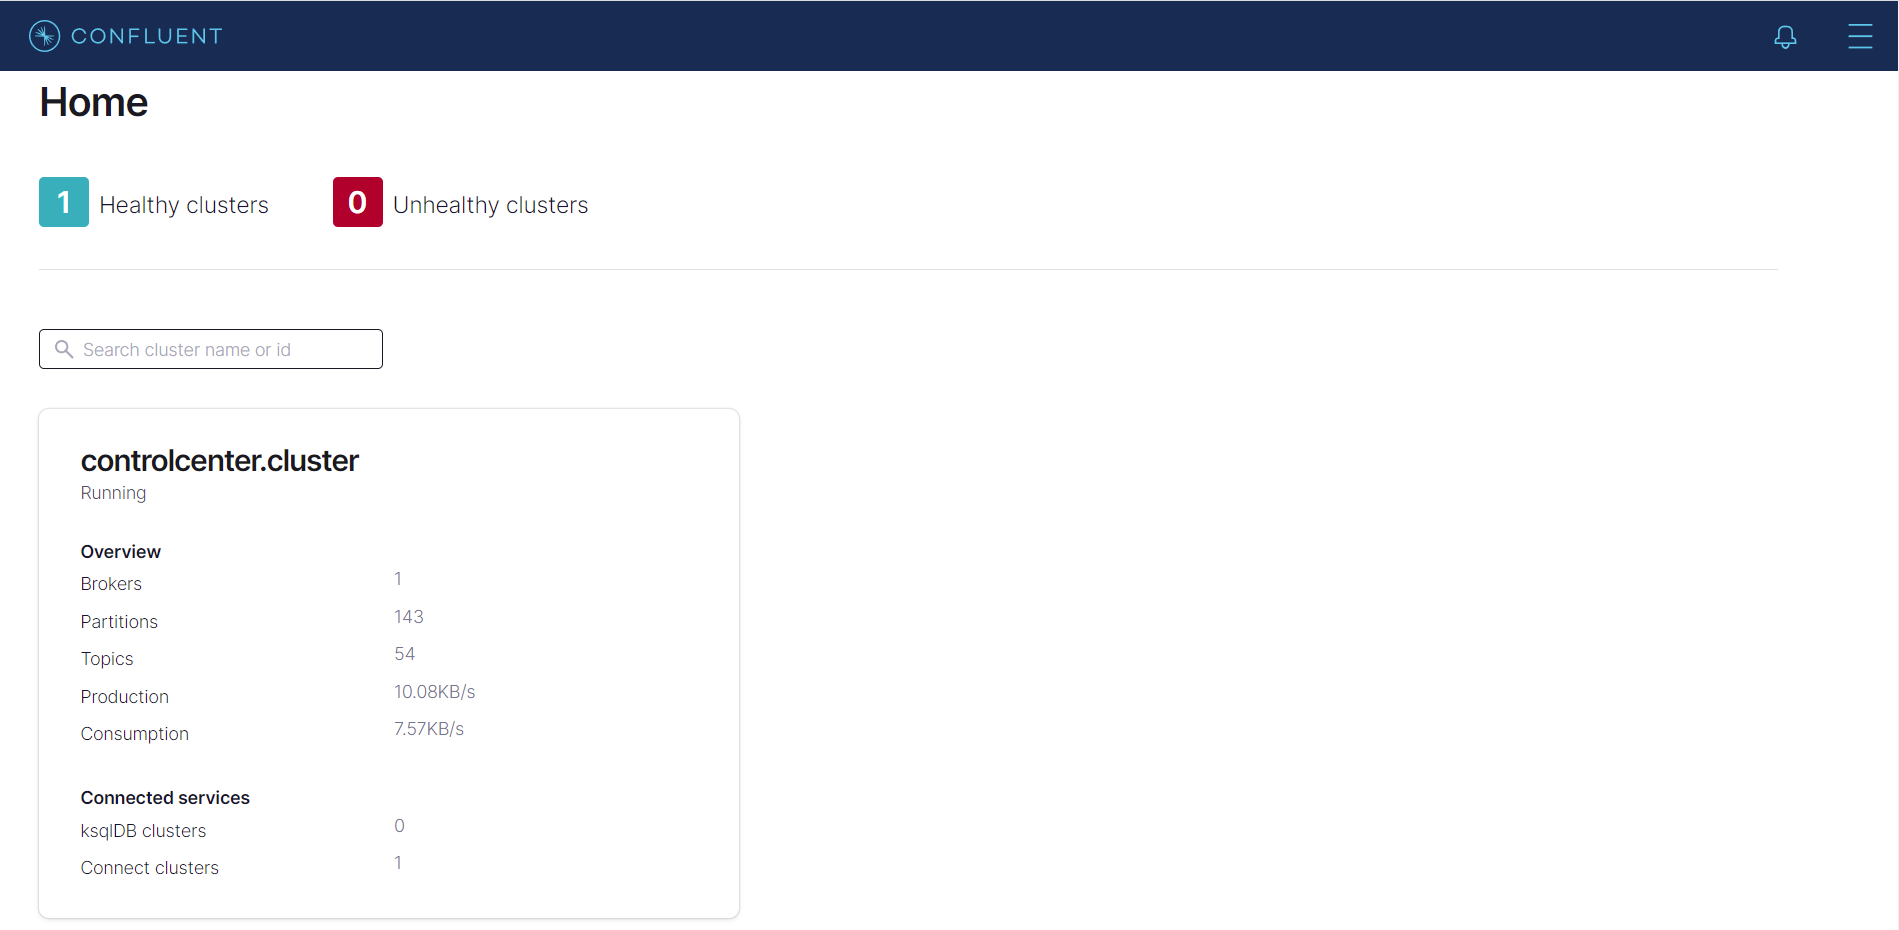 CONFLUENT
Home
1 Healthy clusters 0 Unhealthy clusters
Search cluster name or id
controlcenter.cluster
Running
Overview
Brokers 1
Partitions 143
Topics 54
Production 10.08KB/s
Consumption 7.57KB/s
Connected services
ksqlDB clusters 0
Connect clusters 1